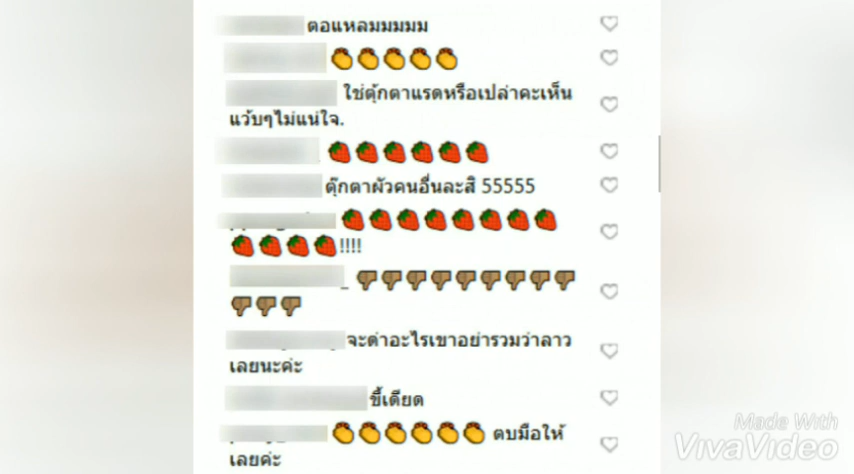 ตอแหลมมมมม
👏👏👏👏👏
ใช่ตุ้กตาแรดหรือเปล่าคะเห็น
แว้บๆไม่แน่ใจ.
🍓🍓🍓🍓🍓🍓
ตุ๊กตาผัวคนอื่นละสิ 55555
🍓🍓🍓🍓🍓🍓🍓🍓
🍓🍓🍓🍓!!!!
👎🏽👎🏽👎🏽👎🏽👎🏽👎🏽👎🏽👎🏽👎🏽
👎🏽👎🏽👎🏽
จะด่าอะไรเขาอย่ารวมว่าลาว
เลยนะค่ะ
ขี้เดียด
👏👏👏👏👏👏 ตบมือให้
เลยค่ะ
Made With
VivaVideo